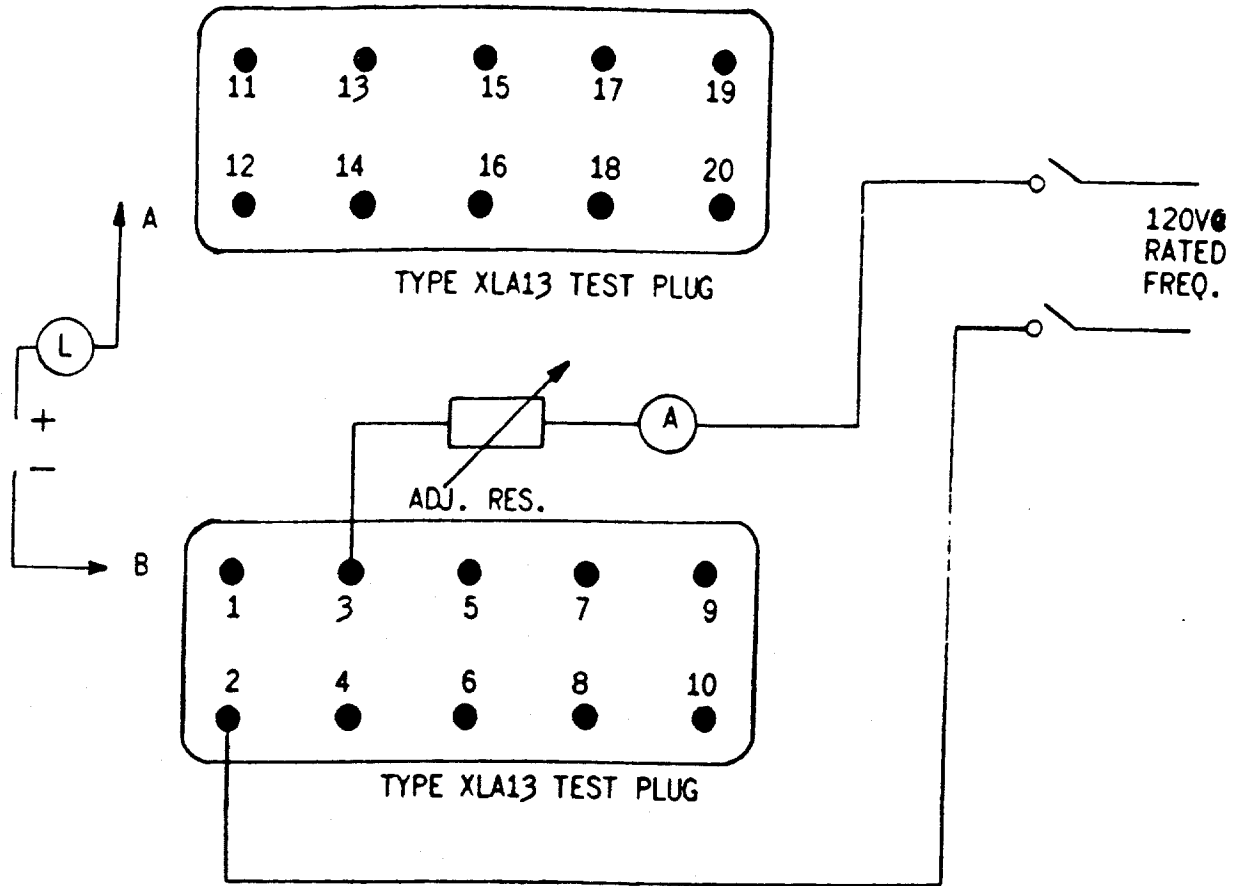 11 13 15 17 19
12 14 16 18 20
A
TYPE XLA13 TEST PLUG
120V@
RATED
FREQ.
L
+
−
A
ADJ. RES.
B
1 3 5 7 9
2 4 6 8 10
TYPE XLA13 TEST PLUG